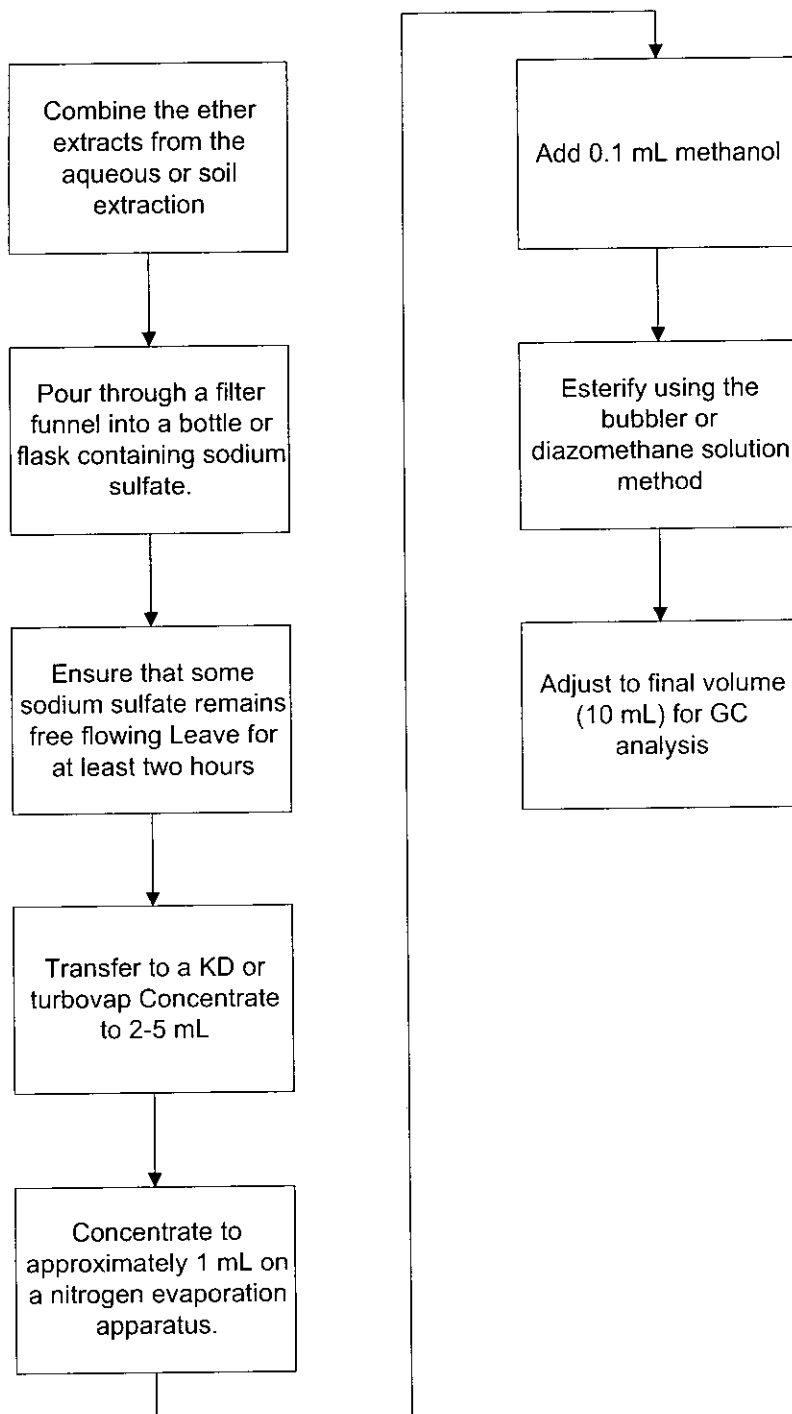 Combine the ether
extracts from the
aqueous or soil
extraction
Pour through a filter
funnel into a bottle or
flask containing sodium
sulfate.
Ensure that some
sodium sulfate remains
free flowing Leave for
at least two hours
Transfer to a KD or
turbovap Concentrate
to 2-5 mL
Concentrate to
approximately 1 mL on
a nitrogen evaporation
apparatus.
Add 0.1 mL methanol
Esterify using the
bubbler or
diazomethane solution
method
Adjust to final volume
(10 mL) for GC
analysis